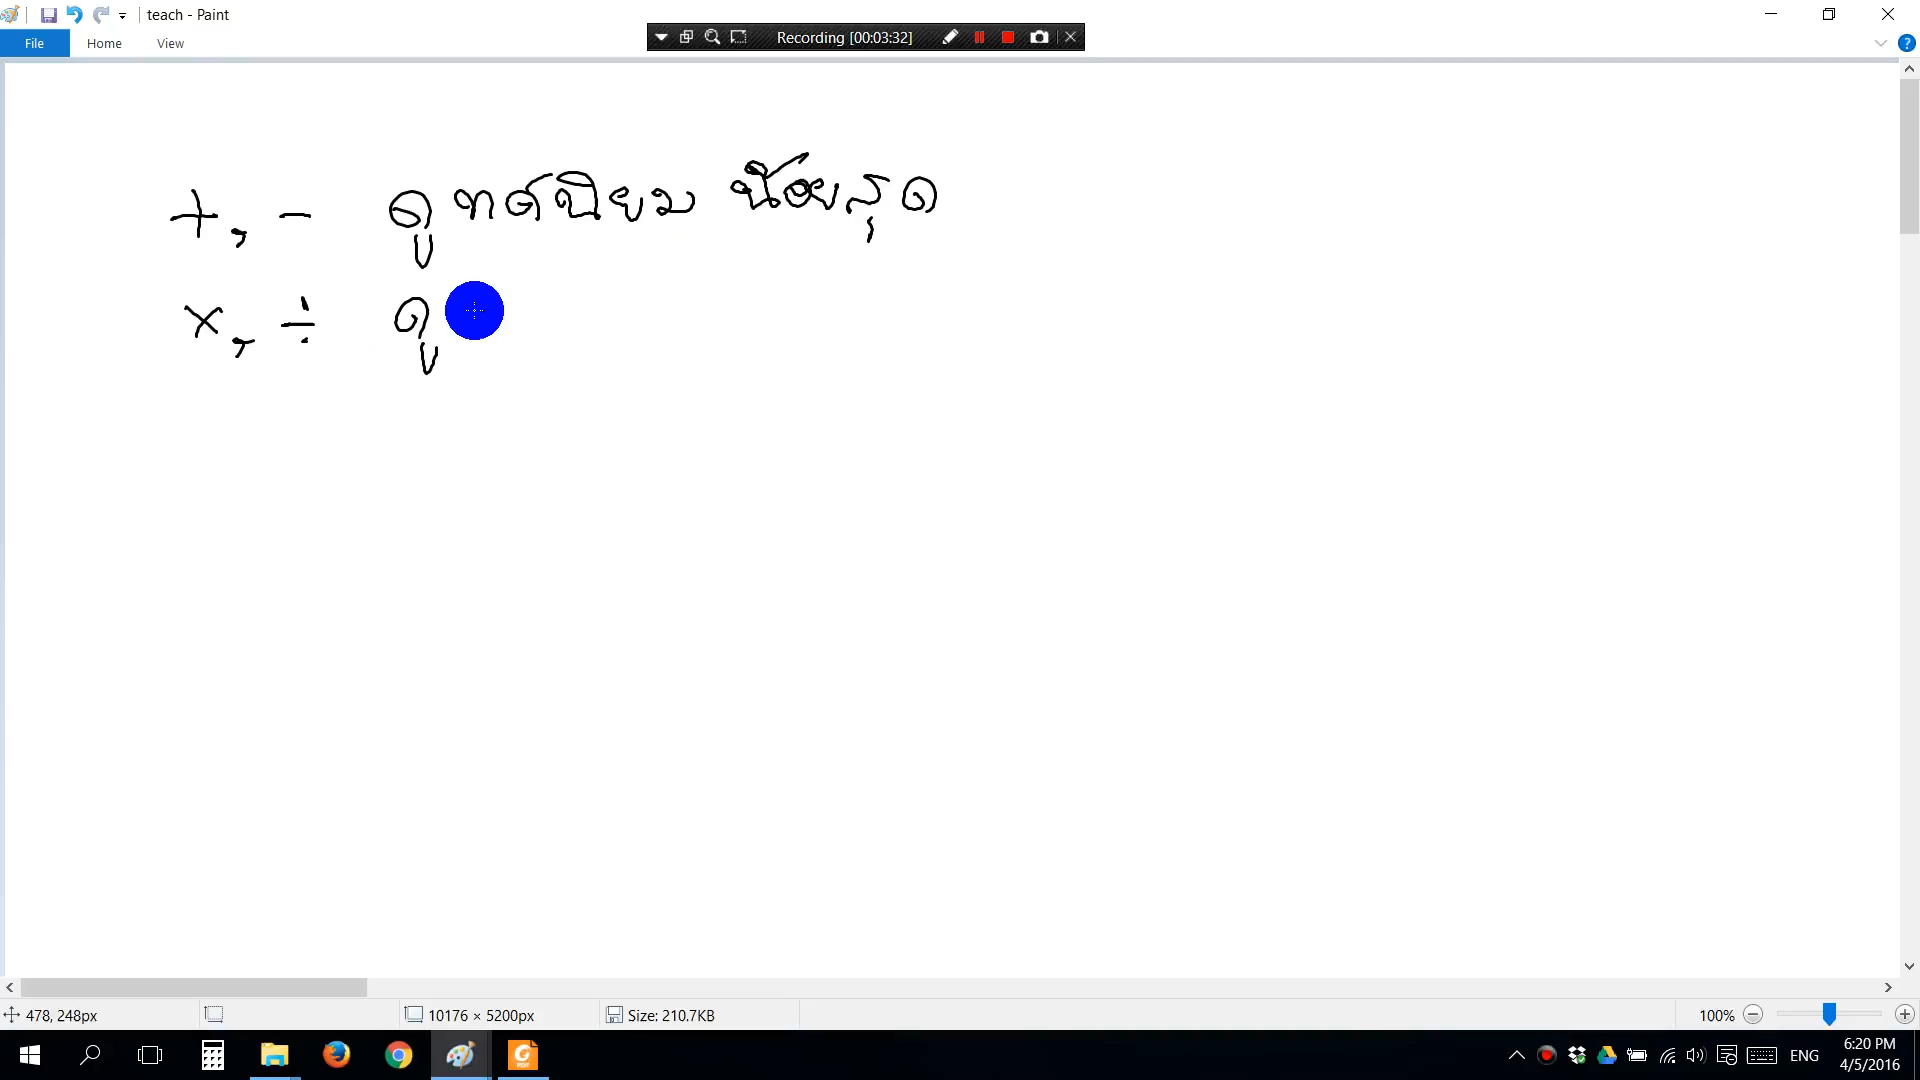 teach - Paint
File Home View
Recording [00:03:32]
+, - ดูทศนิยม น้อยสุด
×, ÷ ดู
478, 248px 10176 × 5200px Size: 210.7KB 100%
ENG 6:20 PM
4/5/2016